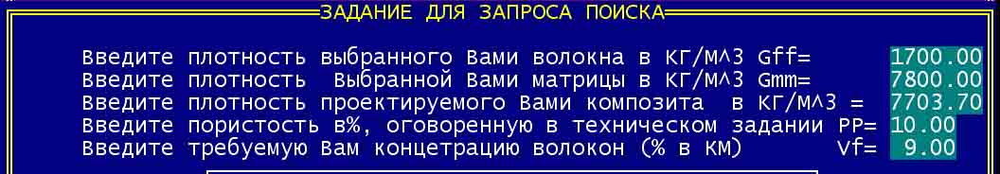 ЗАДАНИЕ ДЛЯ ЗАПРОСА ПОИСКА
Введите плотность выбранного Вами волокна в КГ/М^3 Gff= 1700.00
Введите плотность Выбранной Вами матрицы в КГ/М^3 Gmm= 7800.00
Введите плотность проектируемого Вами композита в КГ/М^3 = 7703.70
Введите пористость в%, оговоренную в техническом задании PP= 10.00
Введите требуемую Вам концетрацию волокон (% в КМ) Vf= 9.00